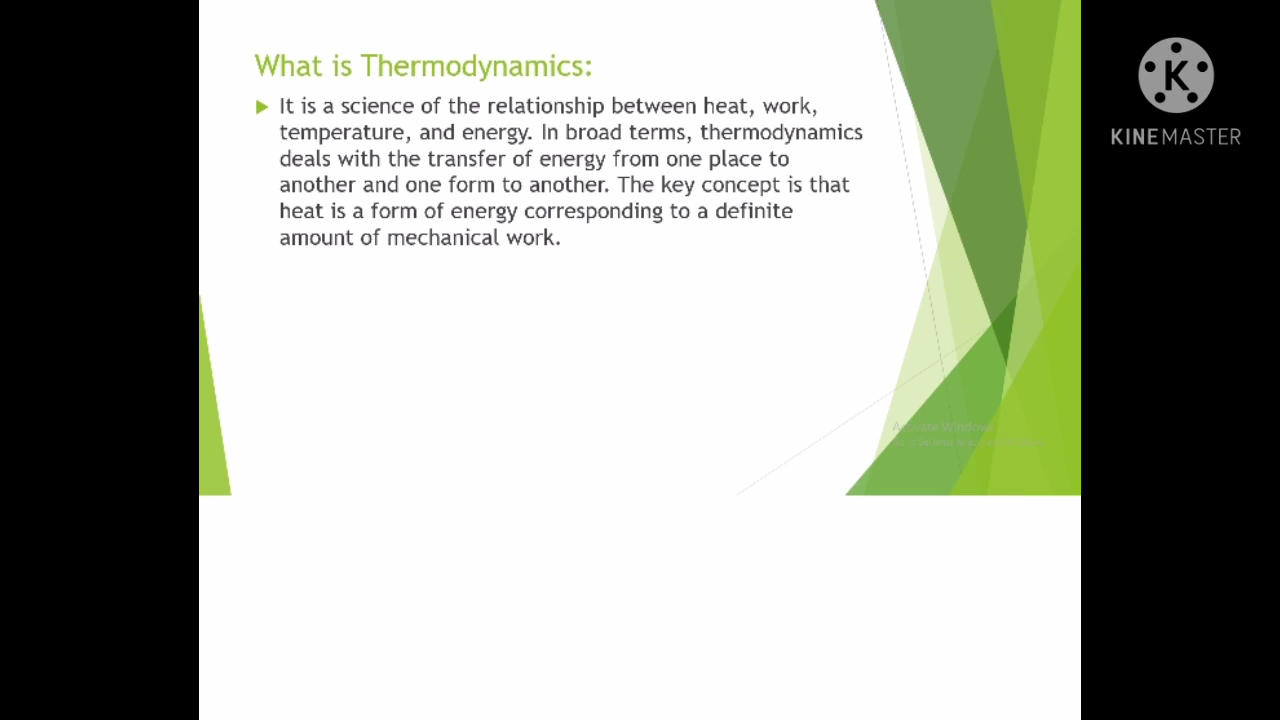 What is Thermodynamics:
It is a science of the relationship between heat, work,
temperature, and energy. In broad terms, thermodynamics
deals with the transfer of energy from one place to
another and one form to another. The key concept is that
heat is a form of energy corresponding to a definite
amount of mechanical work.
K
KINEMASTER
Activate Windows